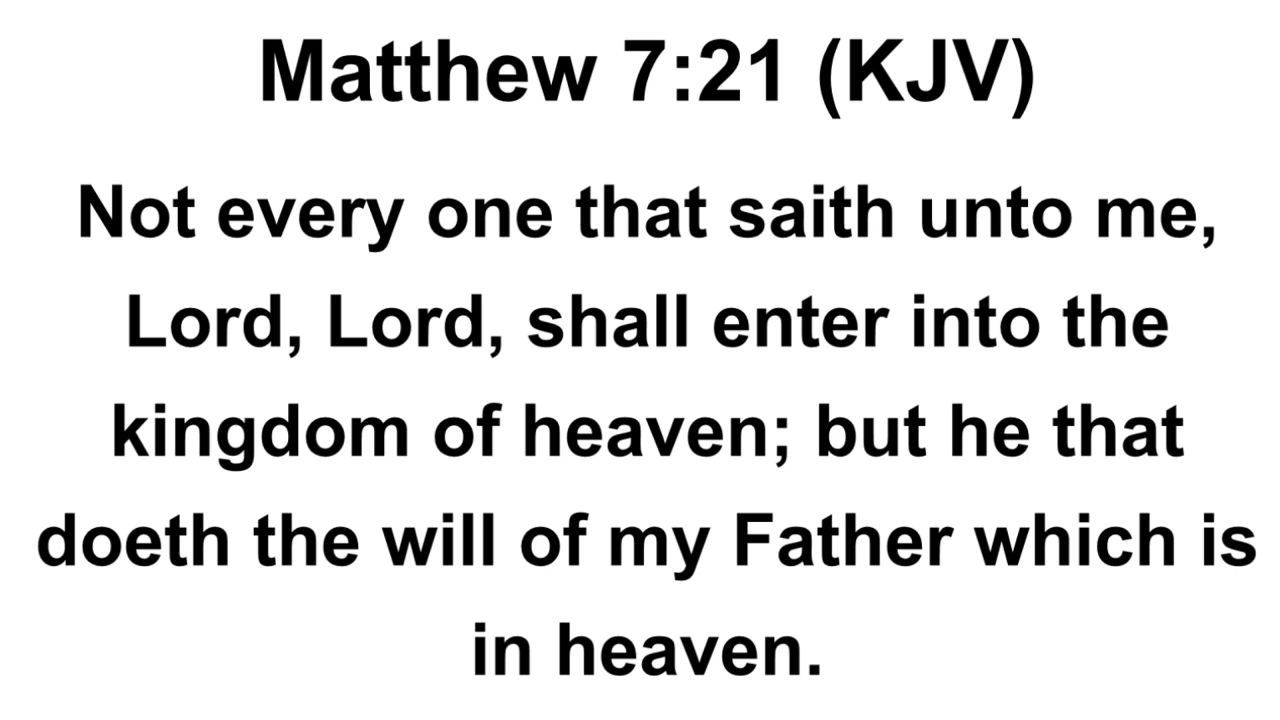 Matthew 7:21 (KJV)
Not every one that saith unto me,
Lord, Lord, shall enter into the
kingdom of heaven; but he that
doeth the will of my Father which is
in heaven.